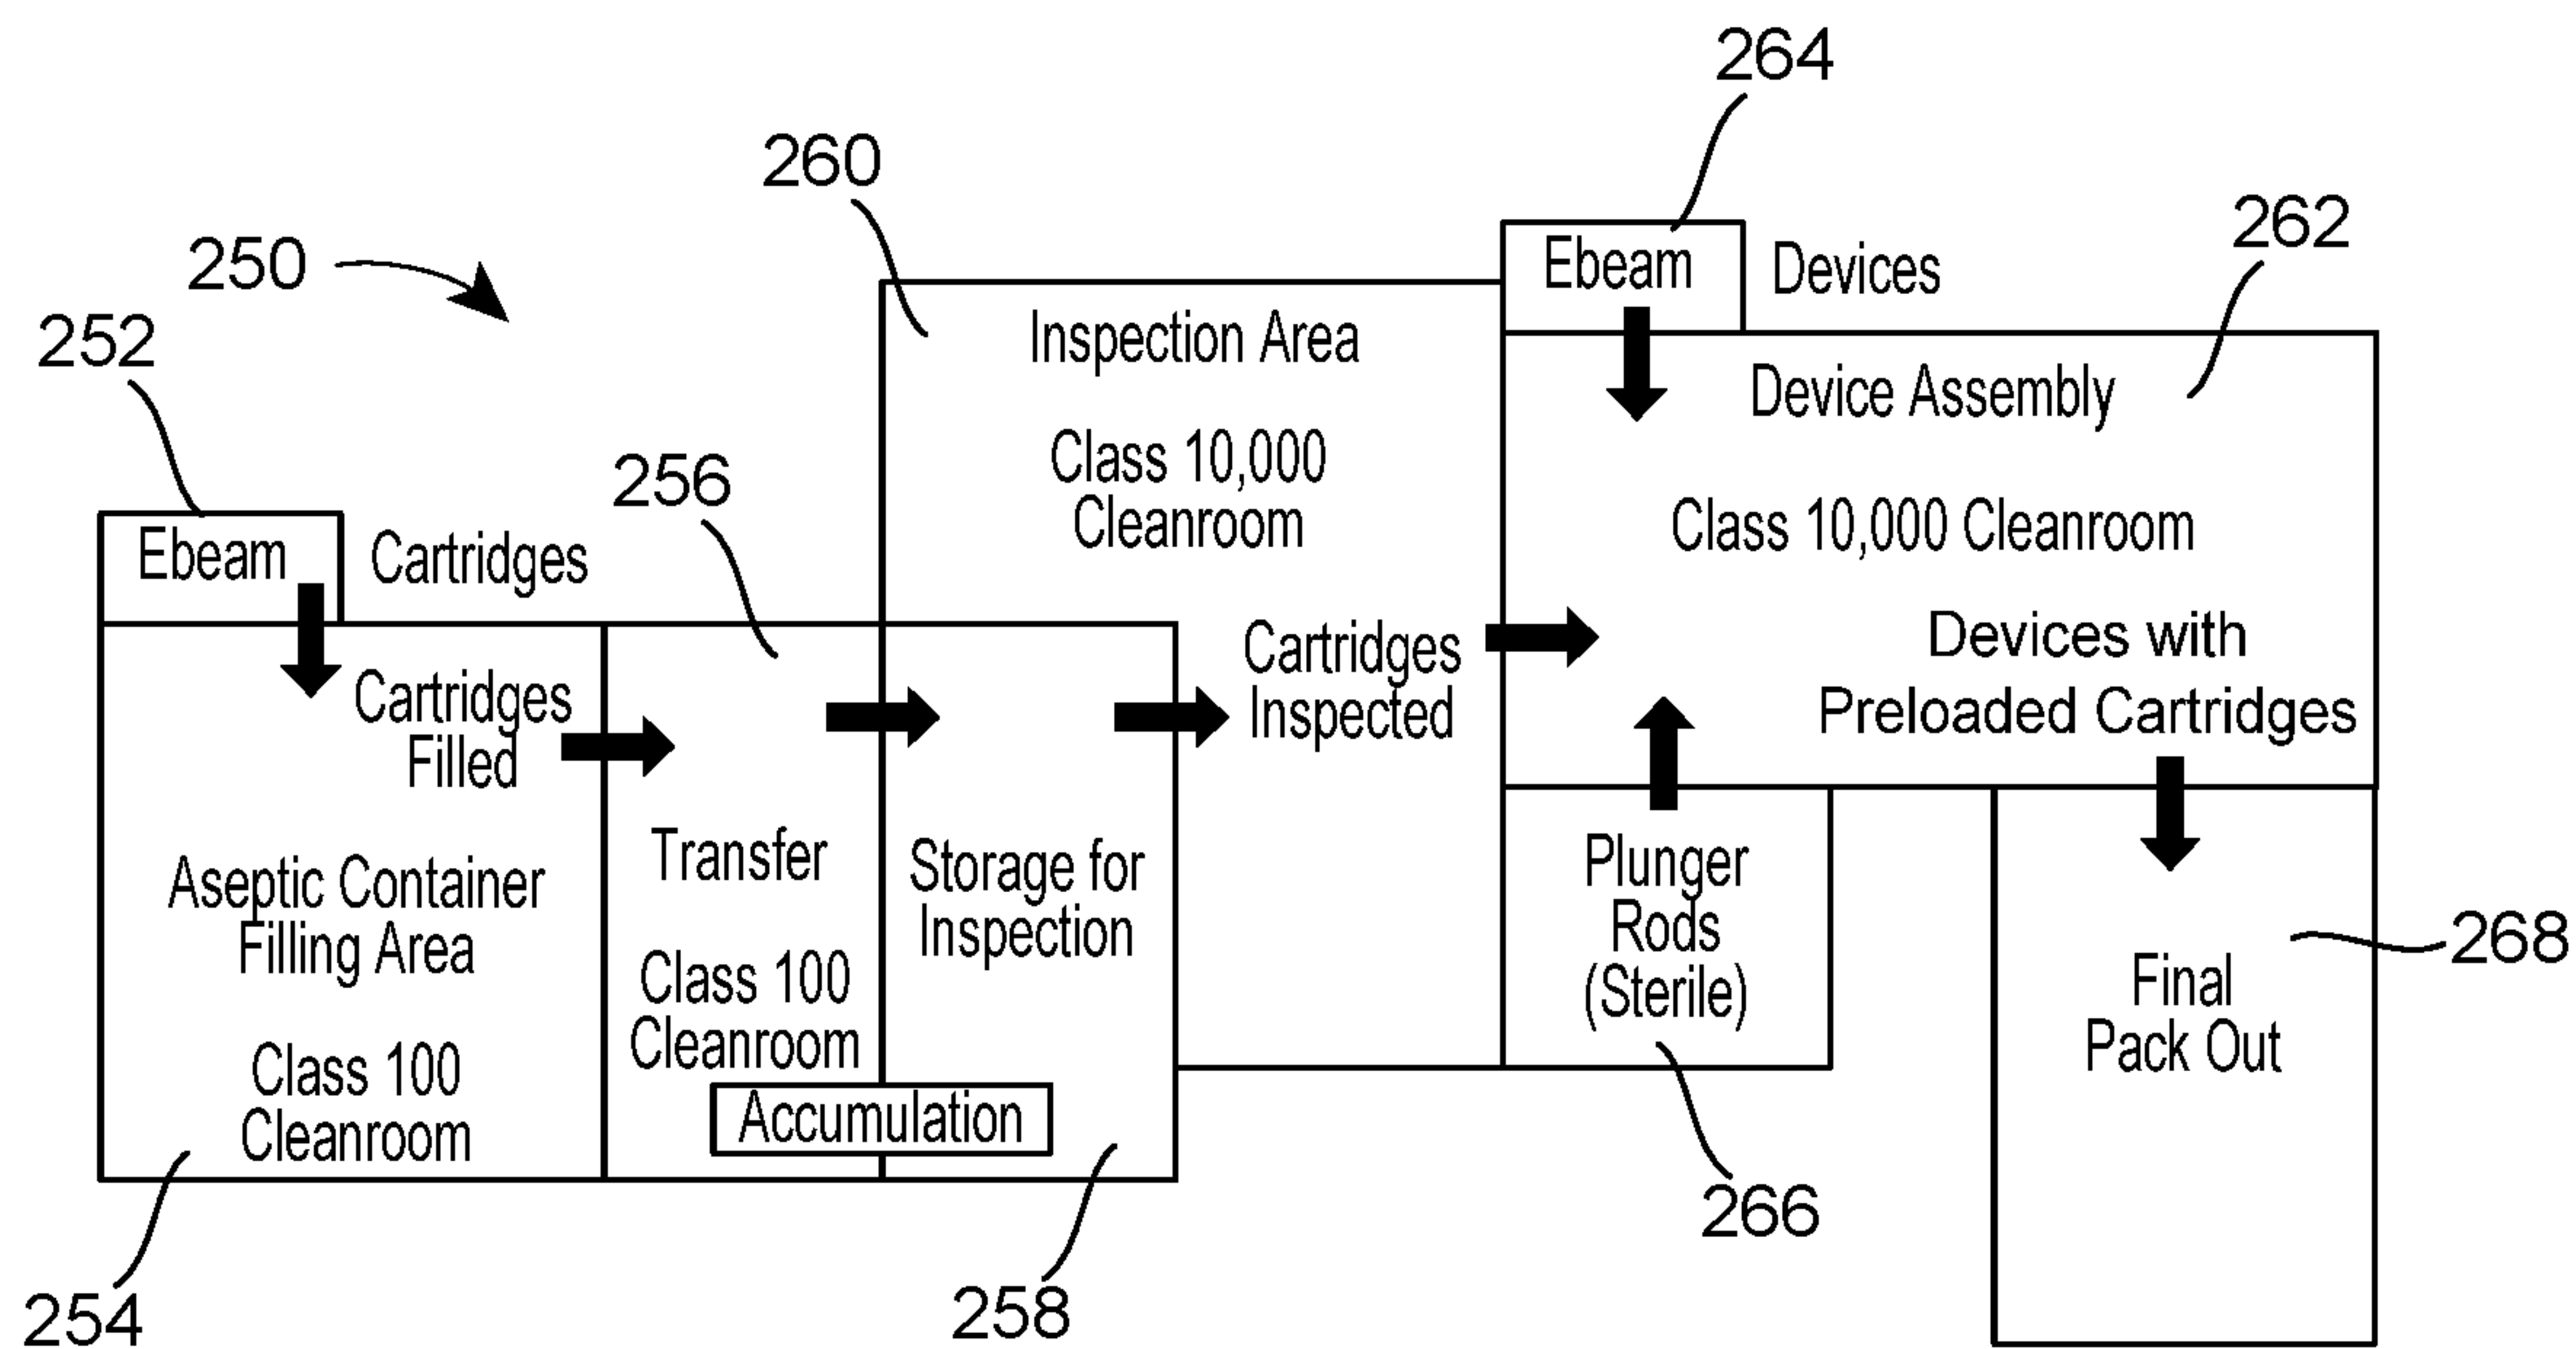 264
260
262
250
Ebeam
Devices
252
Inspection Area
Device Assembly
Class 10,000
Cleanroom
256
Class 10,000 Cleanroom
Ebeam
Cartridges
Cartridges
Inspected
Devices with
Preloaded Cartridges
Cartridges
Filled
Transfer
Storage for
Inspection
Plunger
Rods
(Sterile)
Aseptic Container
Filling Area
268
Class 100
Cleanroom
Final
Pack Out
Class 100
Cleanroom
Accumulation
266
254
258